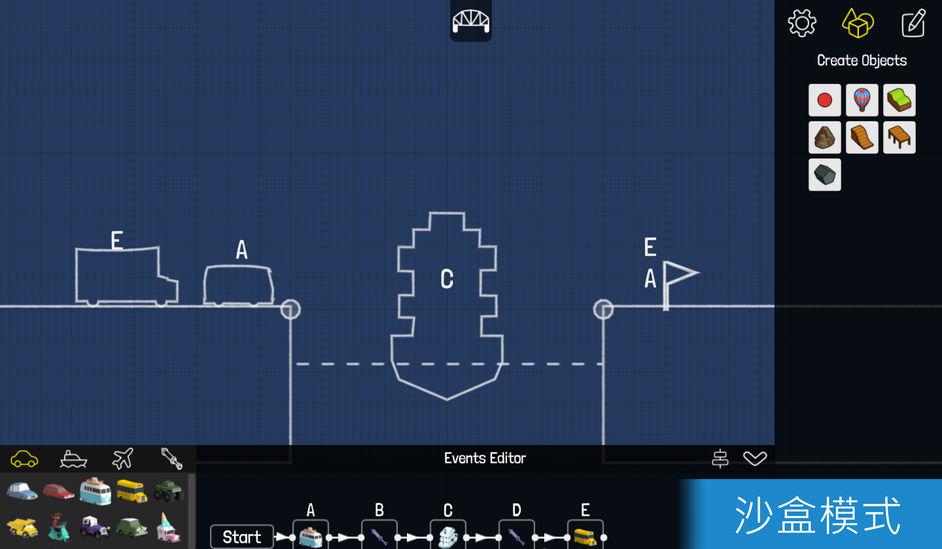 Create Objects
E
A
C
E
A
Events Editor
A B C D E
Start
沙盒模式